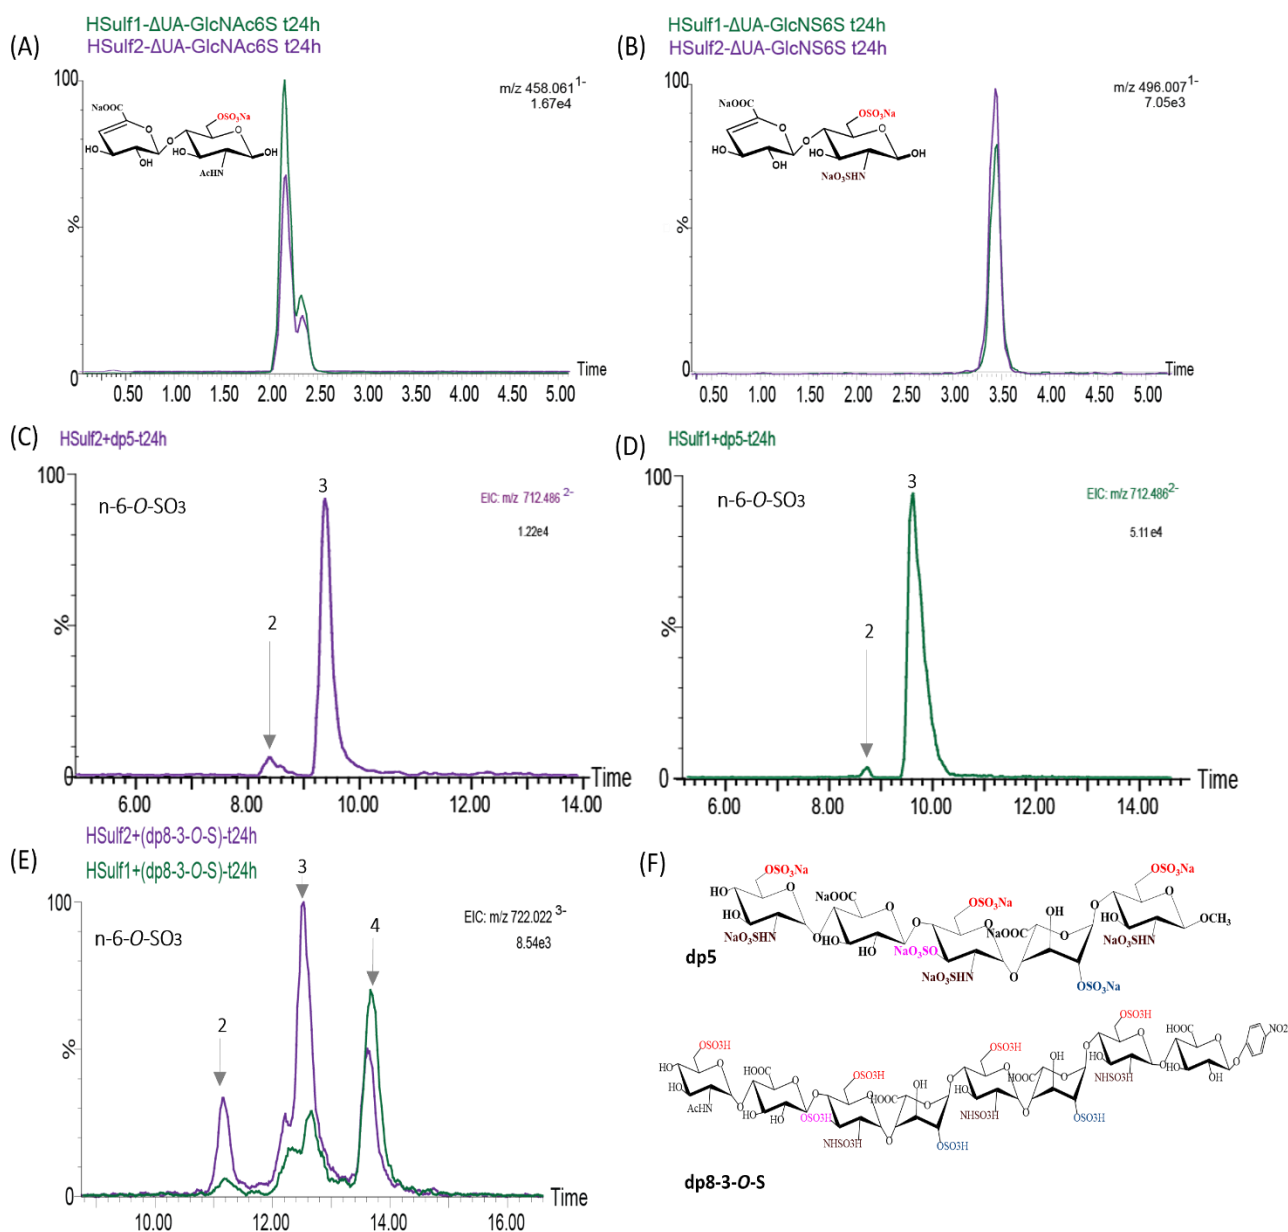 (A)
HSulf1-ΔUA-GlcNAc6S t24h
HSulf2-ΔUA-GlcNAc6S t24h
100
%
0
m/z 458.061 1-
1.67e4
NaOOC
OSO3Na
O
O
O
HO
OH
HO
OH
AcHN
Time
0.50 1.00 1.50 2.00 2.50 3.00 3.50 4.00 4.50 5.00
(B)
HSulf1-ΔUA-GlcNS6S t24h
HSulf2-ΔUA-GlcNS6S t24h
100
%
0
m/z 496.007 1-
7.05e3
NaOOC
OSO3Na
O
O
O
HO
OH
HO
OH
NaO3SHN
Time
0.50 1.00 1.50 2.00 2.50 3.00 3.50 4.00 4.50 5.00
(C)
HSulf2+dp5-t24h
100
%
0
n-6-O-SO3
2
3
EIC: m/z 712.486 2-
1.22e4
Time
6.00 8.00 10.00 12.00 14.00
(D)
HSulf1+dp5-t24h
100
%
0
n-6-O-SO3
2
3
EIC: m/z 712.486 2-
5.11e4
Time
6.00 8.00 10.00 12.00 14.00
(E)
HSulf2+(dp8-3-O-S)-t24h
HSulf1+(dp8-3-O-S)-t24h
100
%
0
n-6-O-SO3
2
3
4
EIC: m/z 722.022 3-
8.54e3
Time
10.00 12.00 14.00 16.00
(F)
OSO3Na
HO
HO
NaO3SHN
NaOOC
HO
OH
OSO3Na
NaO3SO
NaO3SHN
NaOOC
OH
OSO3Na
OSO3Na
HO
NaO3SHN
OCH3
dp5
OSO3H
HO
HO
AcHN
HOOC
HO
OH
OSO3H
OSO3H
NHSO3H
HOOC
OH
OSO3H
OSO3H
HO
NHSO3H
HOOC
OH
OSO3H
OSO3H
HO
NHSO3H
HOOC
HO
OH
NO2
dp8-3-O-S